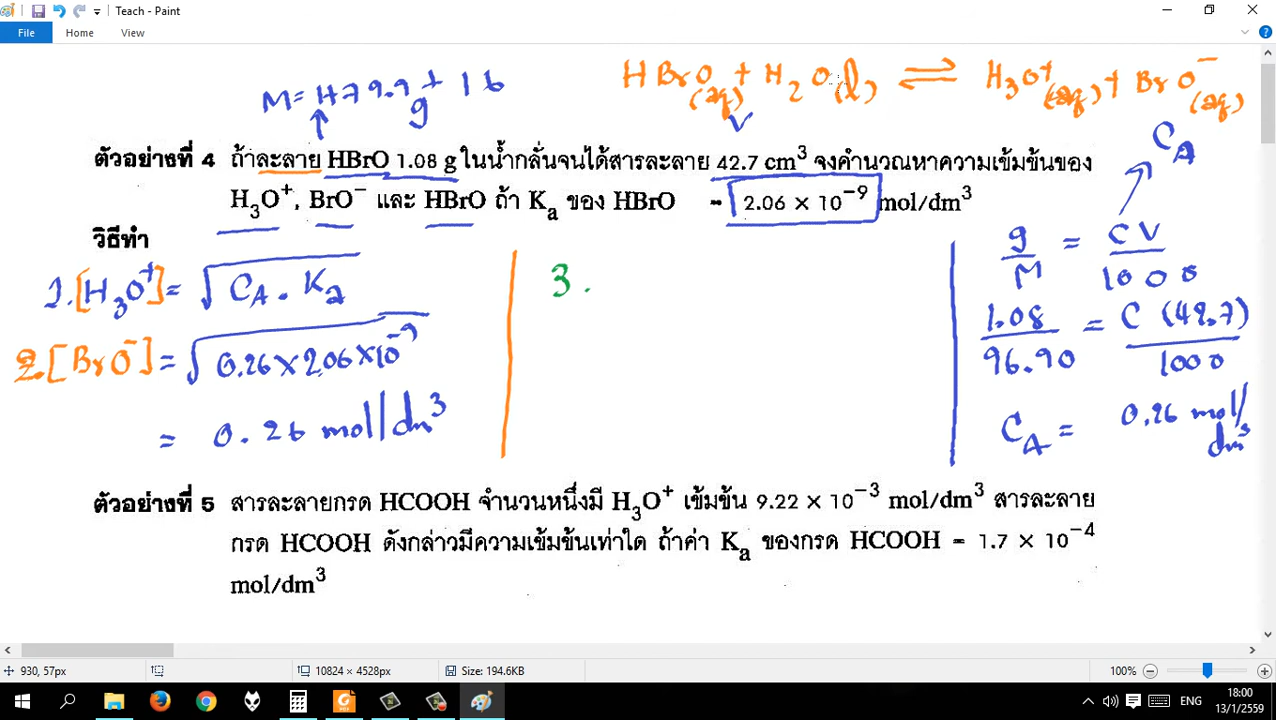 Teach - Paint
File Home View
HBrO(aq) + H2O(l) ⇌ H3O+(aq) + BrO-(aq)
M = H79.9 + 16
g
V
CA
ตัวอย่างที่ 4 ถ้าละลาย HBrO 1.08 g ในน้ำกลั่นจนได้สารละลาย 42.7 cm3 จงคำนวณหาความเข้มข้นของ
H3O+, BrO− และ HBrO ถ้า Ka ของ HBrO = 2.06 × 10−9 mol/dm3
วิธีทำ
1. [H3O+] = √CA . Ka
2. [BrO-] = √0.26 × 2.06 × 10-9
= 0.26 mol/dm3
3.
g/M = CV/1000
1.08/96.90 = C (42.7)/1000
CA = 0.26 mol/dm3
ตัวอย่างที่ 5 สารละลายกรด HCOOH จำนวนหนึ่งมี H3O+ เข้มข้น 9.22 × 10−3 mol/dm3 สารละลาย
กรด HCOOH ดังกล่าวมีความเข้มข้นเท่าใด ถ้าค่า Ka ของกรด HCOOH = 1.7 × 10−4
mol/dm3
930, 57px 10824 × 4528px Size: 194.6KB 100%
ENG 18:00
13/1/2559